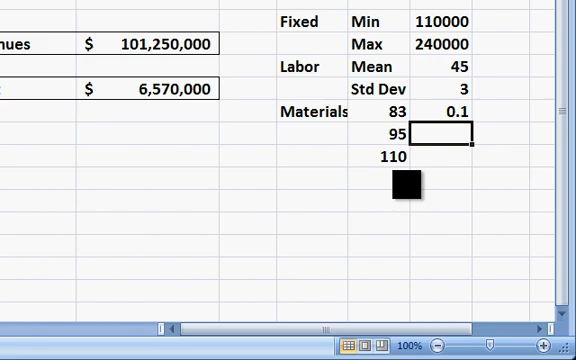 Fixed Min 110000
nues $ 101,250,000 Max 240000
Labor Mean 45
$ 6,570,000 Std Dev 3
Materials 83 0.1
95
110
100%